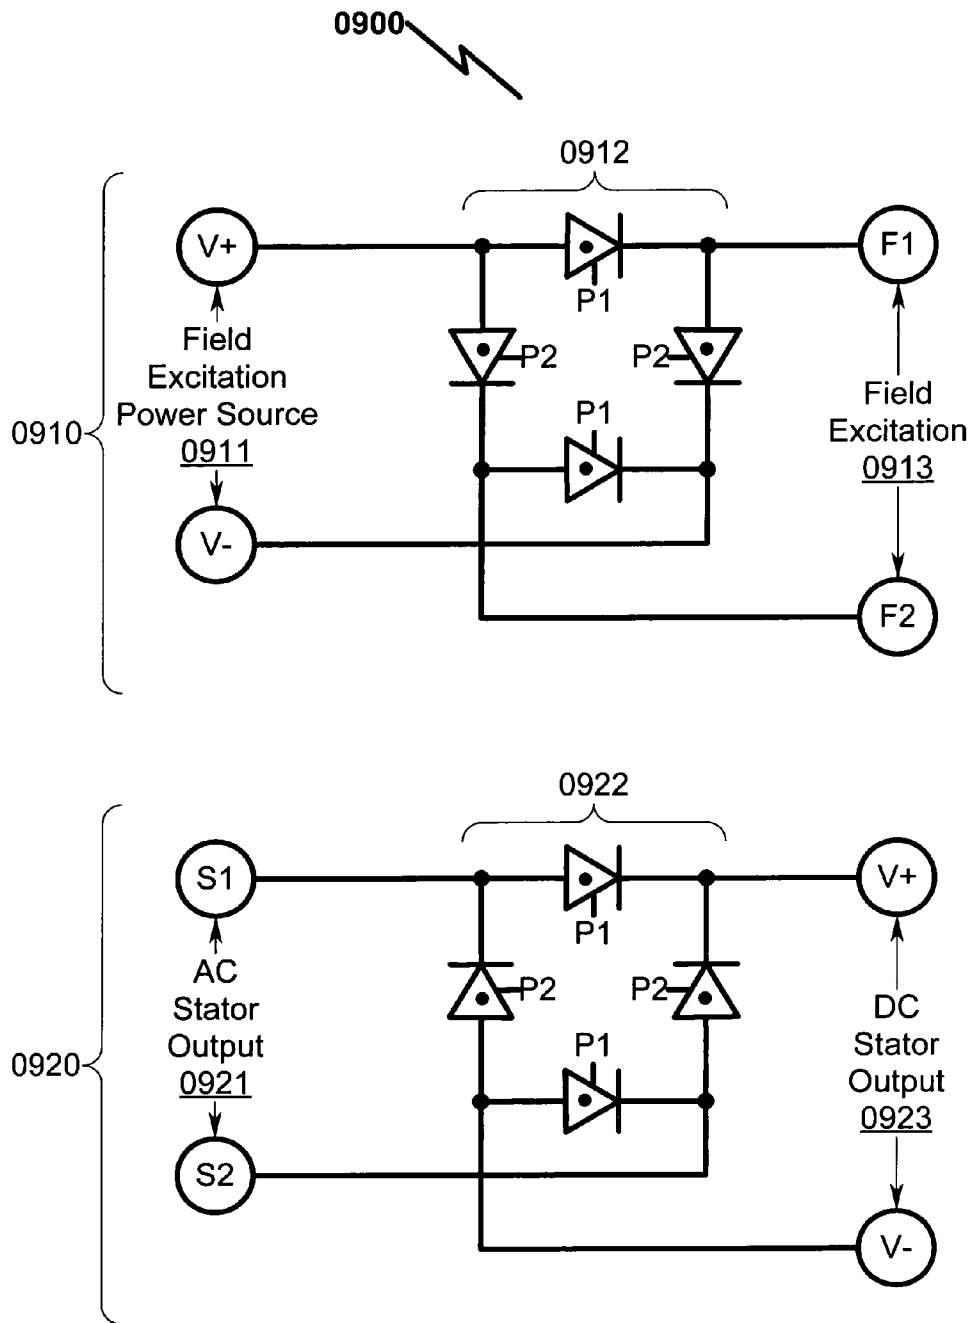 0900
0912
V+
P1
F1
Field
Excitation
Power Source
0911
P2
P2
Field
Excitation
0913
0910
P1
V-
F2
0922
S1
P1
V+
AC
Stator
Output
0921
P2
P2
DC
Stator
Output
0923
0920
P1
S2
V-